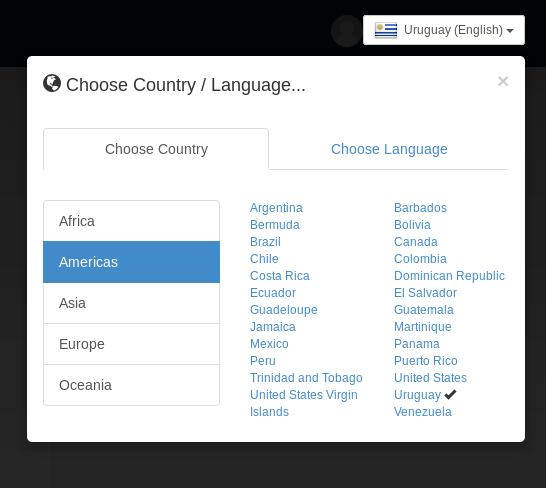 Uruguay (English)
Choose Country / Language...
×
Choose Country
Choose Language
Africa
Americas
Asia
Europe
Oceania
Argentina
Bermuda
Brazil
Chile
Costa Rica
Ecuador
Guadeloupe
Jamaica
Mexico
Peru
Trinidad and Tobago
United States Virgin
Islands
Barbados
Bolivia
Canada
Colombia
Dominican Republic
El Salvador
Guatemala
Martinique
Panama
Puerto Rico
United States
Uruguay
Venezuela